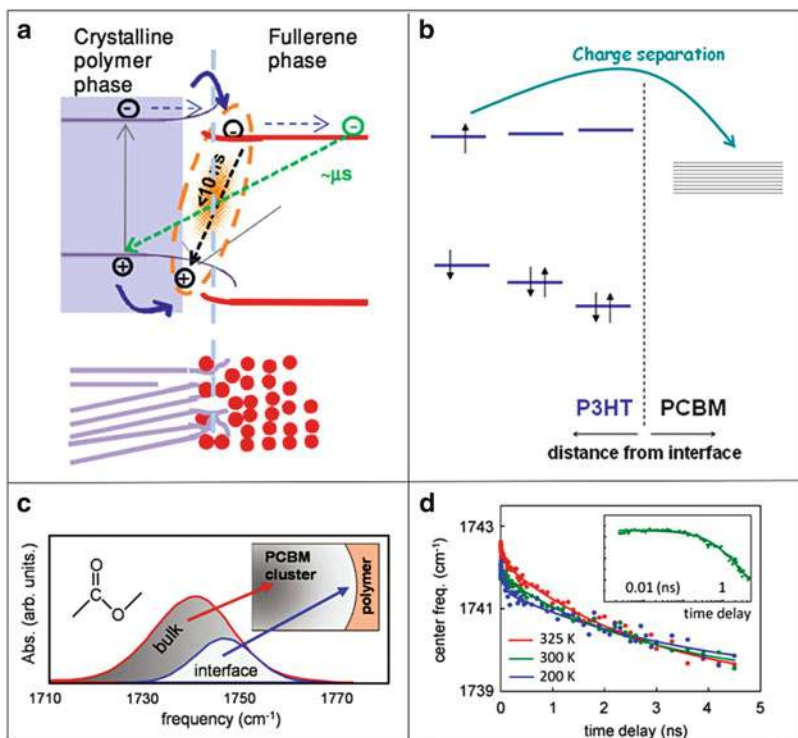 a
Crystalline
polymer
phase
Fullerene
phase
-
-
-
<10 ns
~μs
+
+
b
Charge separation
P3HT
PCBM
distance from interface
c
Abs. (arb. units.)
O
O
bulk
interface
PCBM
cluster
polymer
1710
1730
1750
1770
frequency (cm⁻¹)
d
center freq. (cm⁻¹)
1743
1741
1739
0.01 (ns)
1
time delay
325 K
300 K
200 K
0
1
2
3
4
5
time delay (ns)